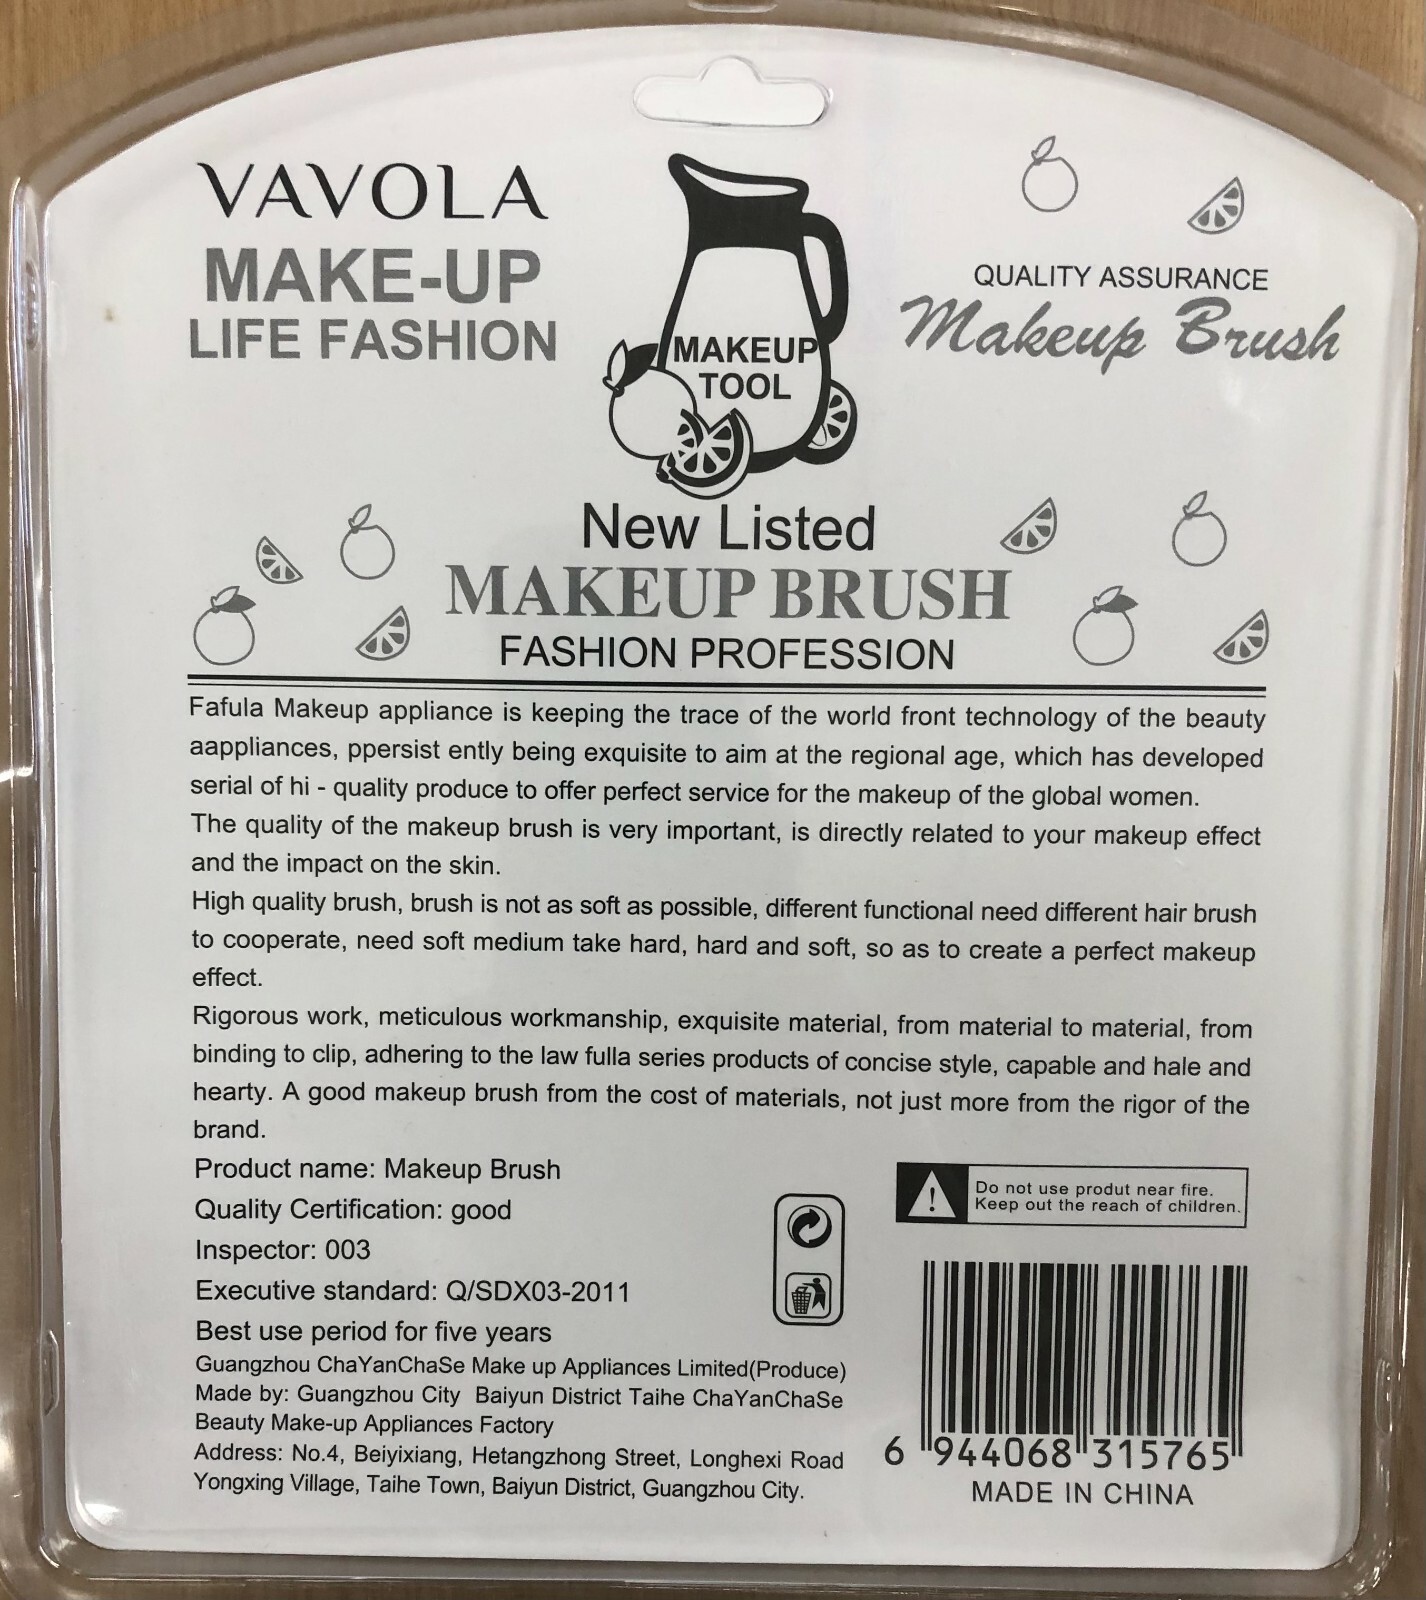 VAVOLA
MAKE-UP
LIFE FASHION
MAKEUP
TOOL
QUALITY ASSURANCE
Makeup Brush
New Listed
MAKEUP BRUSH
FASHION PROFESSION
Fafula Makeup appliance is keeping the trace of the world front technology of the beauty
aappliances, ppersist ently being exquisite to aim at the regional age, which has developed
serial of hi - quality produce to offer perfect service for the makeup of the global women.
The quality of the makeup brush is very important, is directly related to your makeup effect
and the impact on the skin.
High quality brush, brush is not as soft as possible, different functional need different hair brush
to cooperate, need soft medium take hard, hard and soft, so as to create a perfect makeup
effect.
Rigorous work, meticulous workmanship, exquisite material, from material to material, from
binding to clip, adhering to the law fulla series products of concise style, capable and hale and
hearty. A good makeup brush from the cost of materials, not just more from the rigor of the
brand.
Product name: Makeup Brush
Quality Certification: good
Inspector: 003
Executive standard: Q/SDX03-2011
Best use period for five years
Guangzhou ChaYanChaSe Make up Appliances Limited(Produce)
Made by: Guangzhou City Baiyun District Taihe ChaYanChaSe
Beauty Make-up Appliances Factory
Address: No.4, Beiyixiang, Hetangzhong Street, Longhexi Road
Yongxing Village, Taihe Town, Baiyun District, Guangzhou City.
Do not use produt near fire.
Keep out the reach of children.
6 944068 315765
MADE IN CHINA